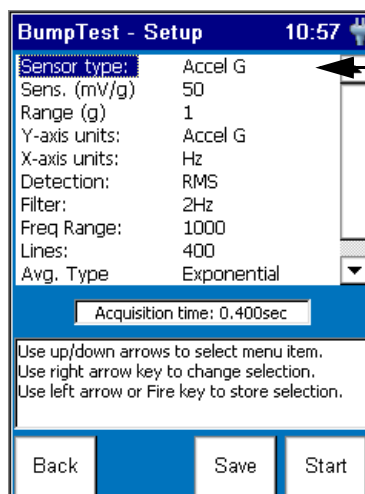 BumpTest - Setup 10:57
Sensor type: Accel G
Sens. (mV/g) 50
Range (g) 1
Y-axis units: Accel G
X-axis units: Hz
Detection: RMS
Filter: 2Hz
Freq Range: 1000
Lines: 400
Avg. Type Exponential
Acquisition time: 0.400sec
Use up/down arrows to select menu item.
Use right arrow key to change selection.
Use left arrow or Fire key to store selection.
Back Save Start